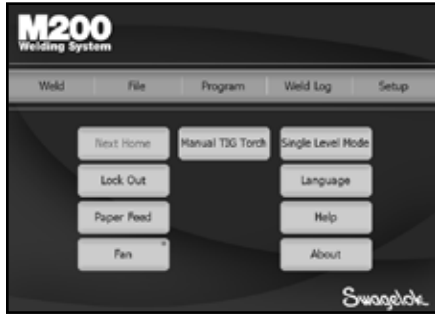 M200
Welding System
Weld File Program Weld Log Setup
Next Home Manual TIG Torch Single Level Mode
Lock Out Language
Paper Feed Help
Fan About
Swagelok